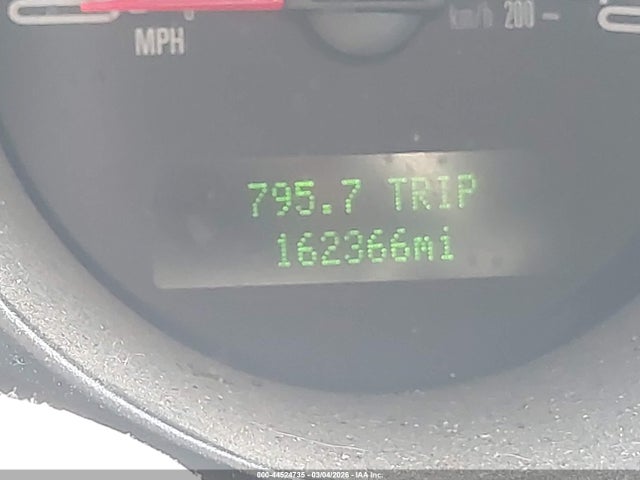 km/h 200
MPH
795.7 TRIP
162366mi
000-44524735 - 03/04/2026 - IAA Inc.